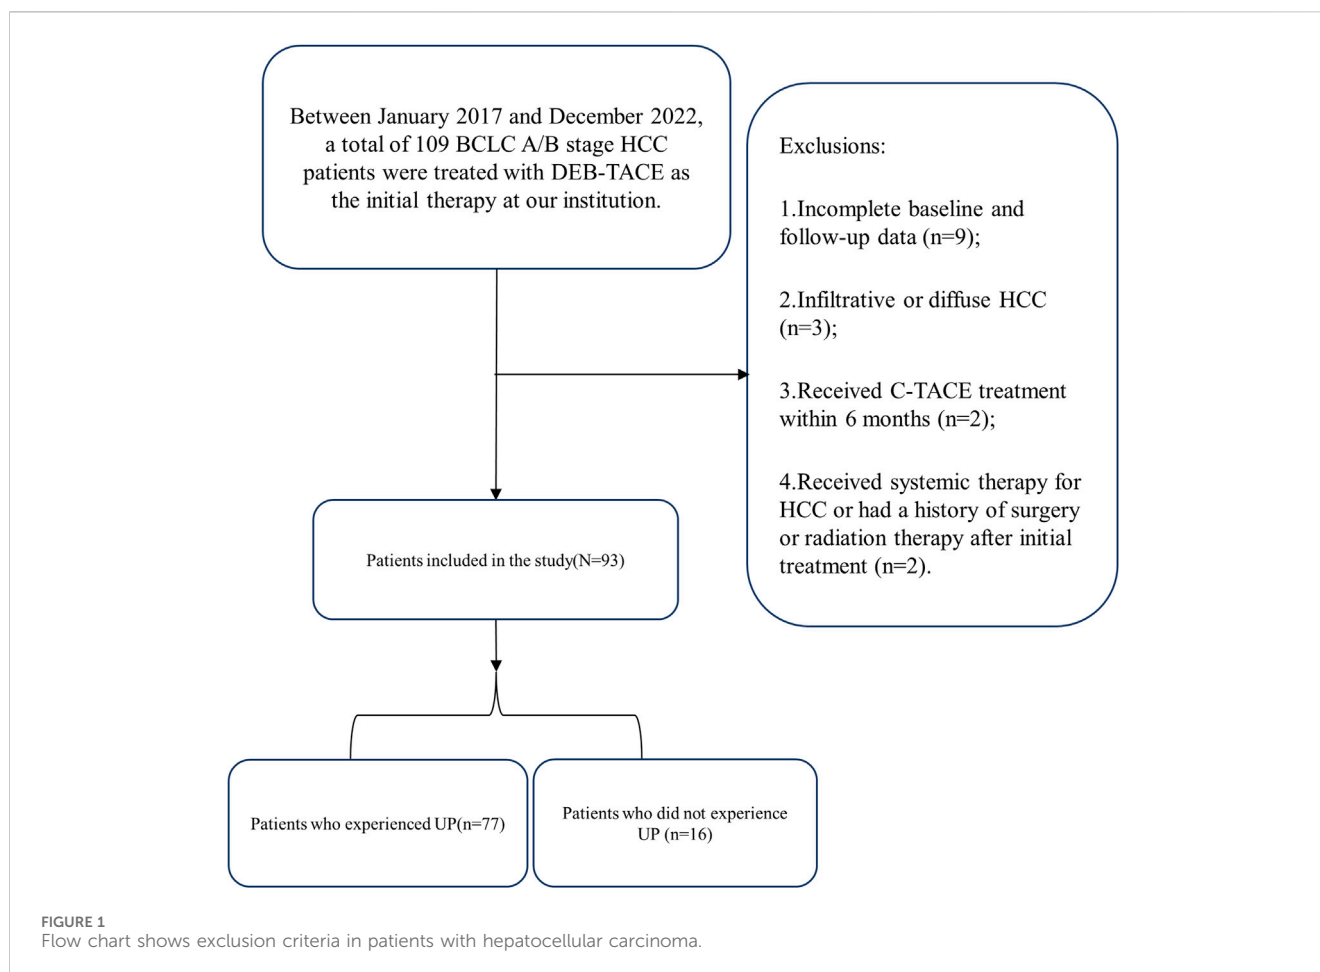 Between January 2017 and December 2022,
a total of 109 BCLC A/B stage HCC
patients were treated with DEB-TACE as
the initial therapy at our institution.
Exclusions:
1.Incomplete baseline and
follow-up data (n=9);
2.Infiltrative or diffuse HCC
(n=3);
3.Received C-TACE treatment
within 6 months (n=2);
4.Received systemic therapy for
HCC or had a history of surgery
or radiation therapy after initial
treatment (n=2).
Patients included in the study(N=93)
Patients who experienced UP(n=77)
Patients who did not experience
UP (n=16)
FIGURE 1
Flow chart shows exclusion criteria in patients with hepatocellular carcinoma.